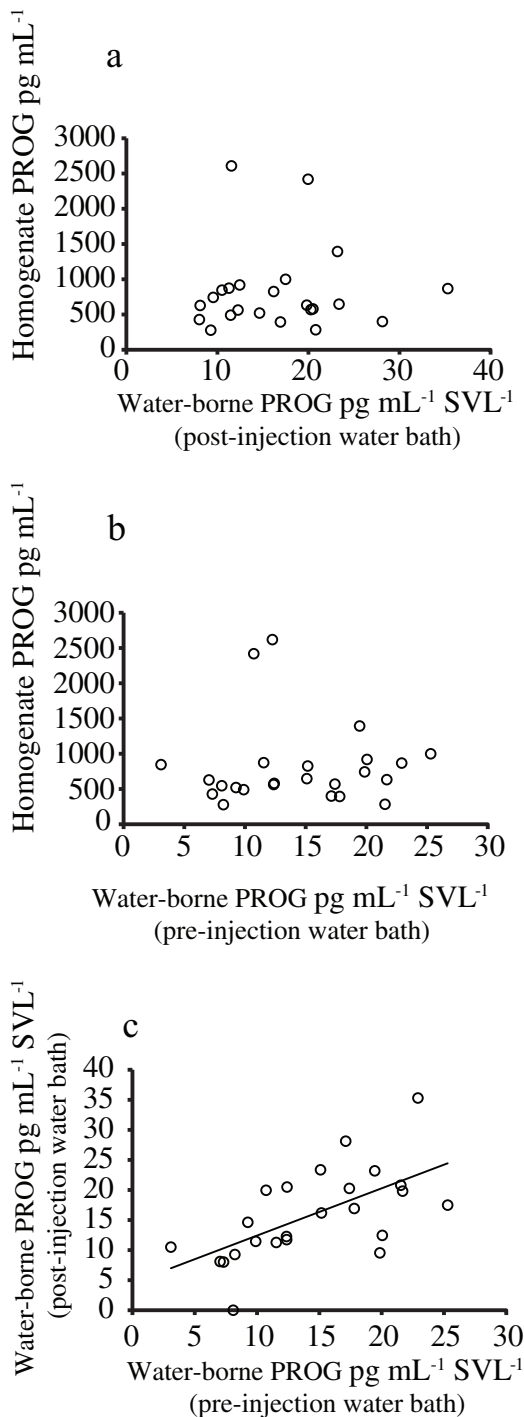 a
Homogenate PROG pg mL⁻¹
3000
2500
2000
1500
1000
500
0
0 10 20 30 40
Water-borne PROG pg mL⁻¹ SVL⁻¹
(post-injection water bath)
b
Homogenate PROG pg mL⁻¹
3000
2500
2000
1500
1000
500
0
0 5 10 15 20 25 30
Water-borne PROG pg mL⁻¹ SVL⁻¹
(pre-injection water bath)
c
Water-borne PROG pg mL⁻¹ SVL⁻¹
(post-injection water bath)
40
35
30
25
20
15
10
5
0
0 5 10 15 20 25 30
Water-borne PROG pg mL⁻¹ SVL⁻¹
(pre-injection water bath)